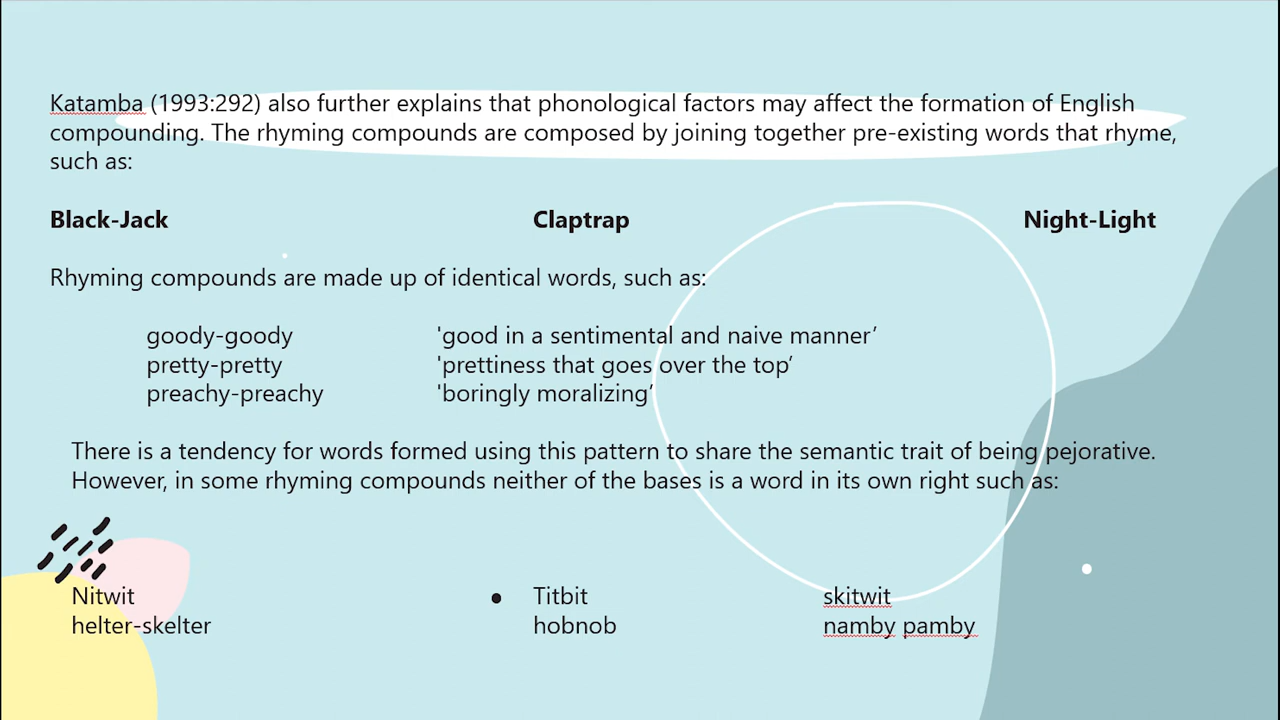 Katamba (1993:292) also further explains that phonological factors may affect the formation of English
compounding. The rhyming compounds are composed by joining together pre-existing words that rhyme,
such as:
Black-Jack Claptrap Night-Light
Rhyming compounds are made up of identical words, such as:
goody-goody 'good in a sentimental and naive manner’
pretty-pretty 'prettiness that goes over the top’
preachy-preachy 'boringly moralizing’
There is a tendency for words formed using this pattern to share the semantic trait of being pejorative.
However, in some rhyming compounds neither of the bases is a word in its own right such as:
Nitwit • Titbit skitwit
helter-skelter hobnob namby pamby